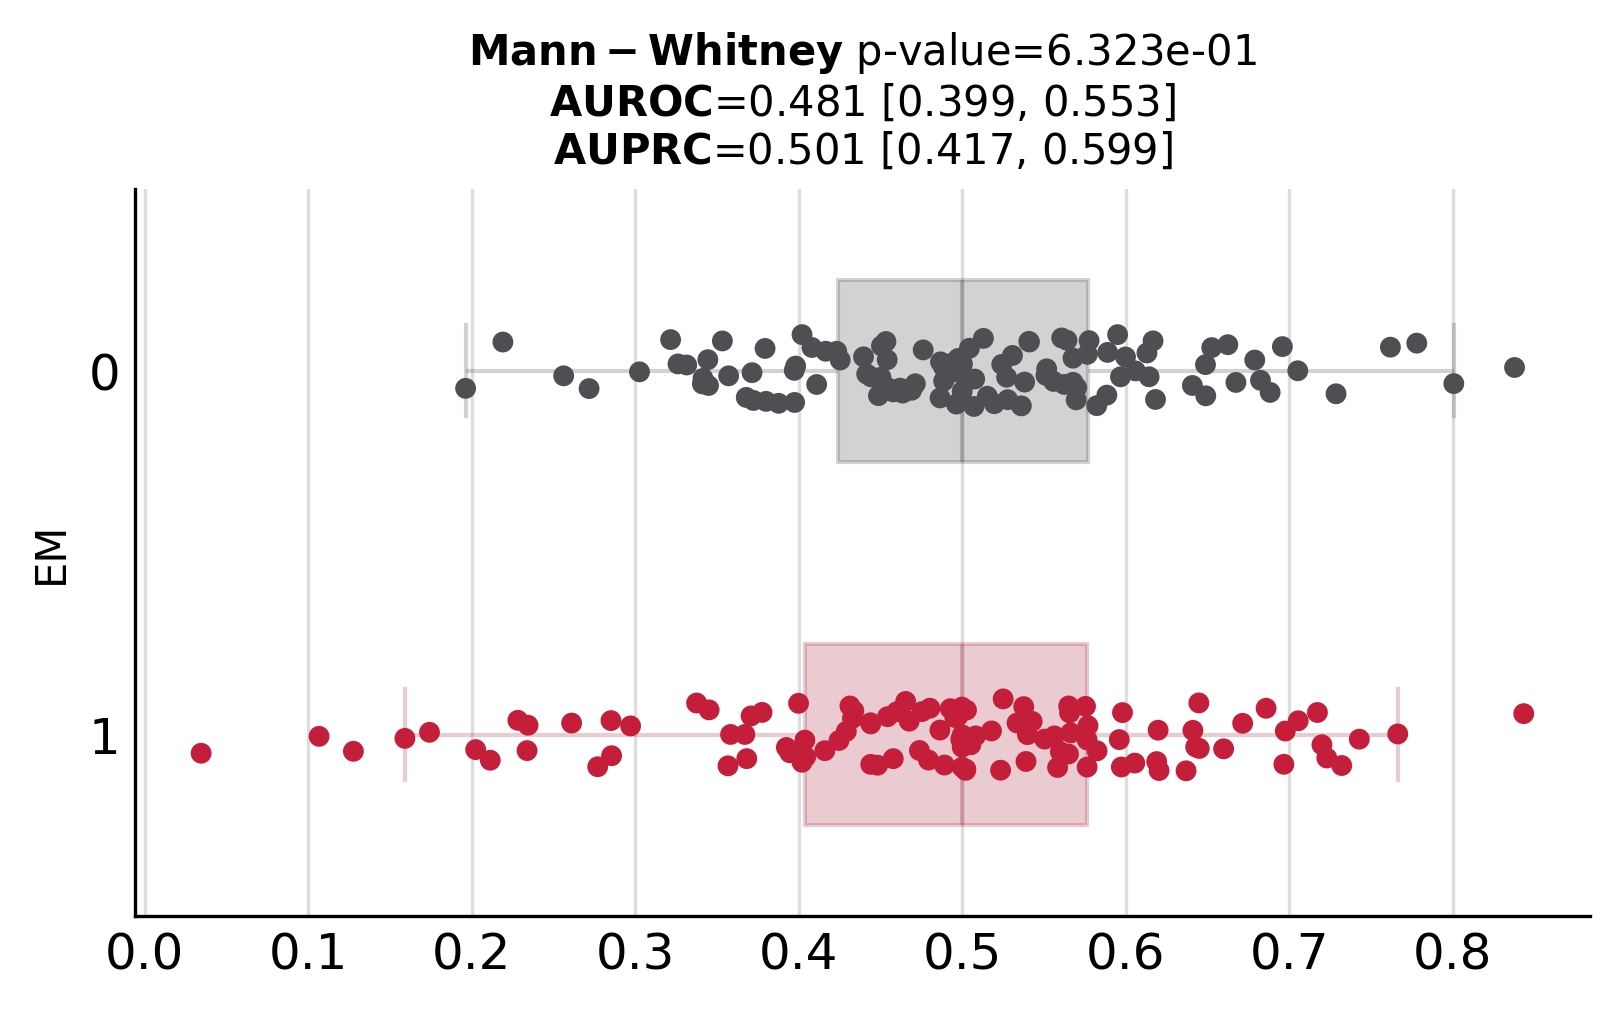 Mann – Whitney p-value=6.323e-01
AUROC=0.481 [0.399, 0.553]
AUPRC=0.501 [0.417, 0.599]
0
EM
1
0.0 0.1 0.2 0.3 0.4 0.5 0.6 0.7 0.8